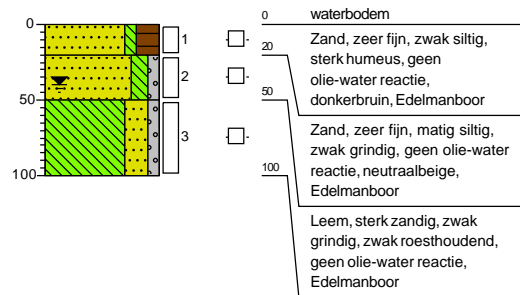 0
50
100
1
2
3
0 waterbodem
Zand, zeer fijn, zwak siltig,
sterk humeus, geen
olie-water reactie,
donkerbruin, Edelmanboor
20
Zand, zeer fijn, matig siltig,
zwak grindig, geen olie-water
reactie, neutraalbeige,
Edelmanboor
50
Leem, sterk zandig, zwak
grindig, zwak roesthoudend,
geen olie-water reactie,
Edelmanboor
100